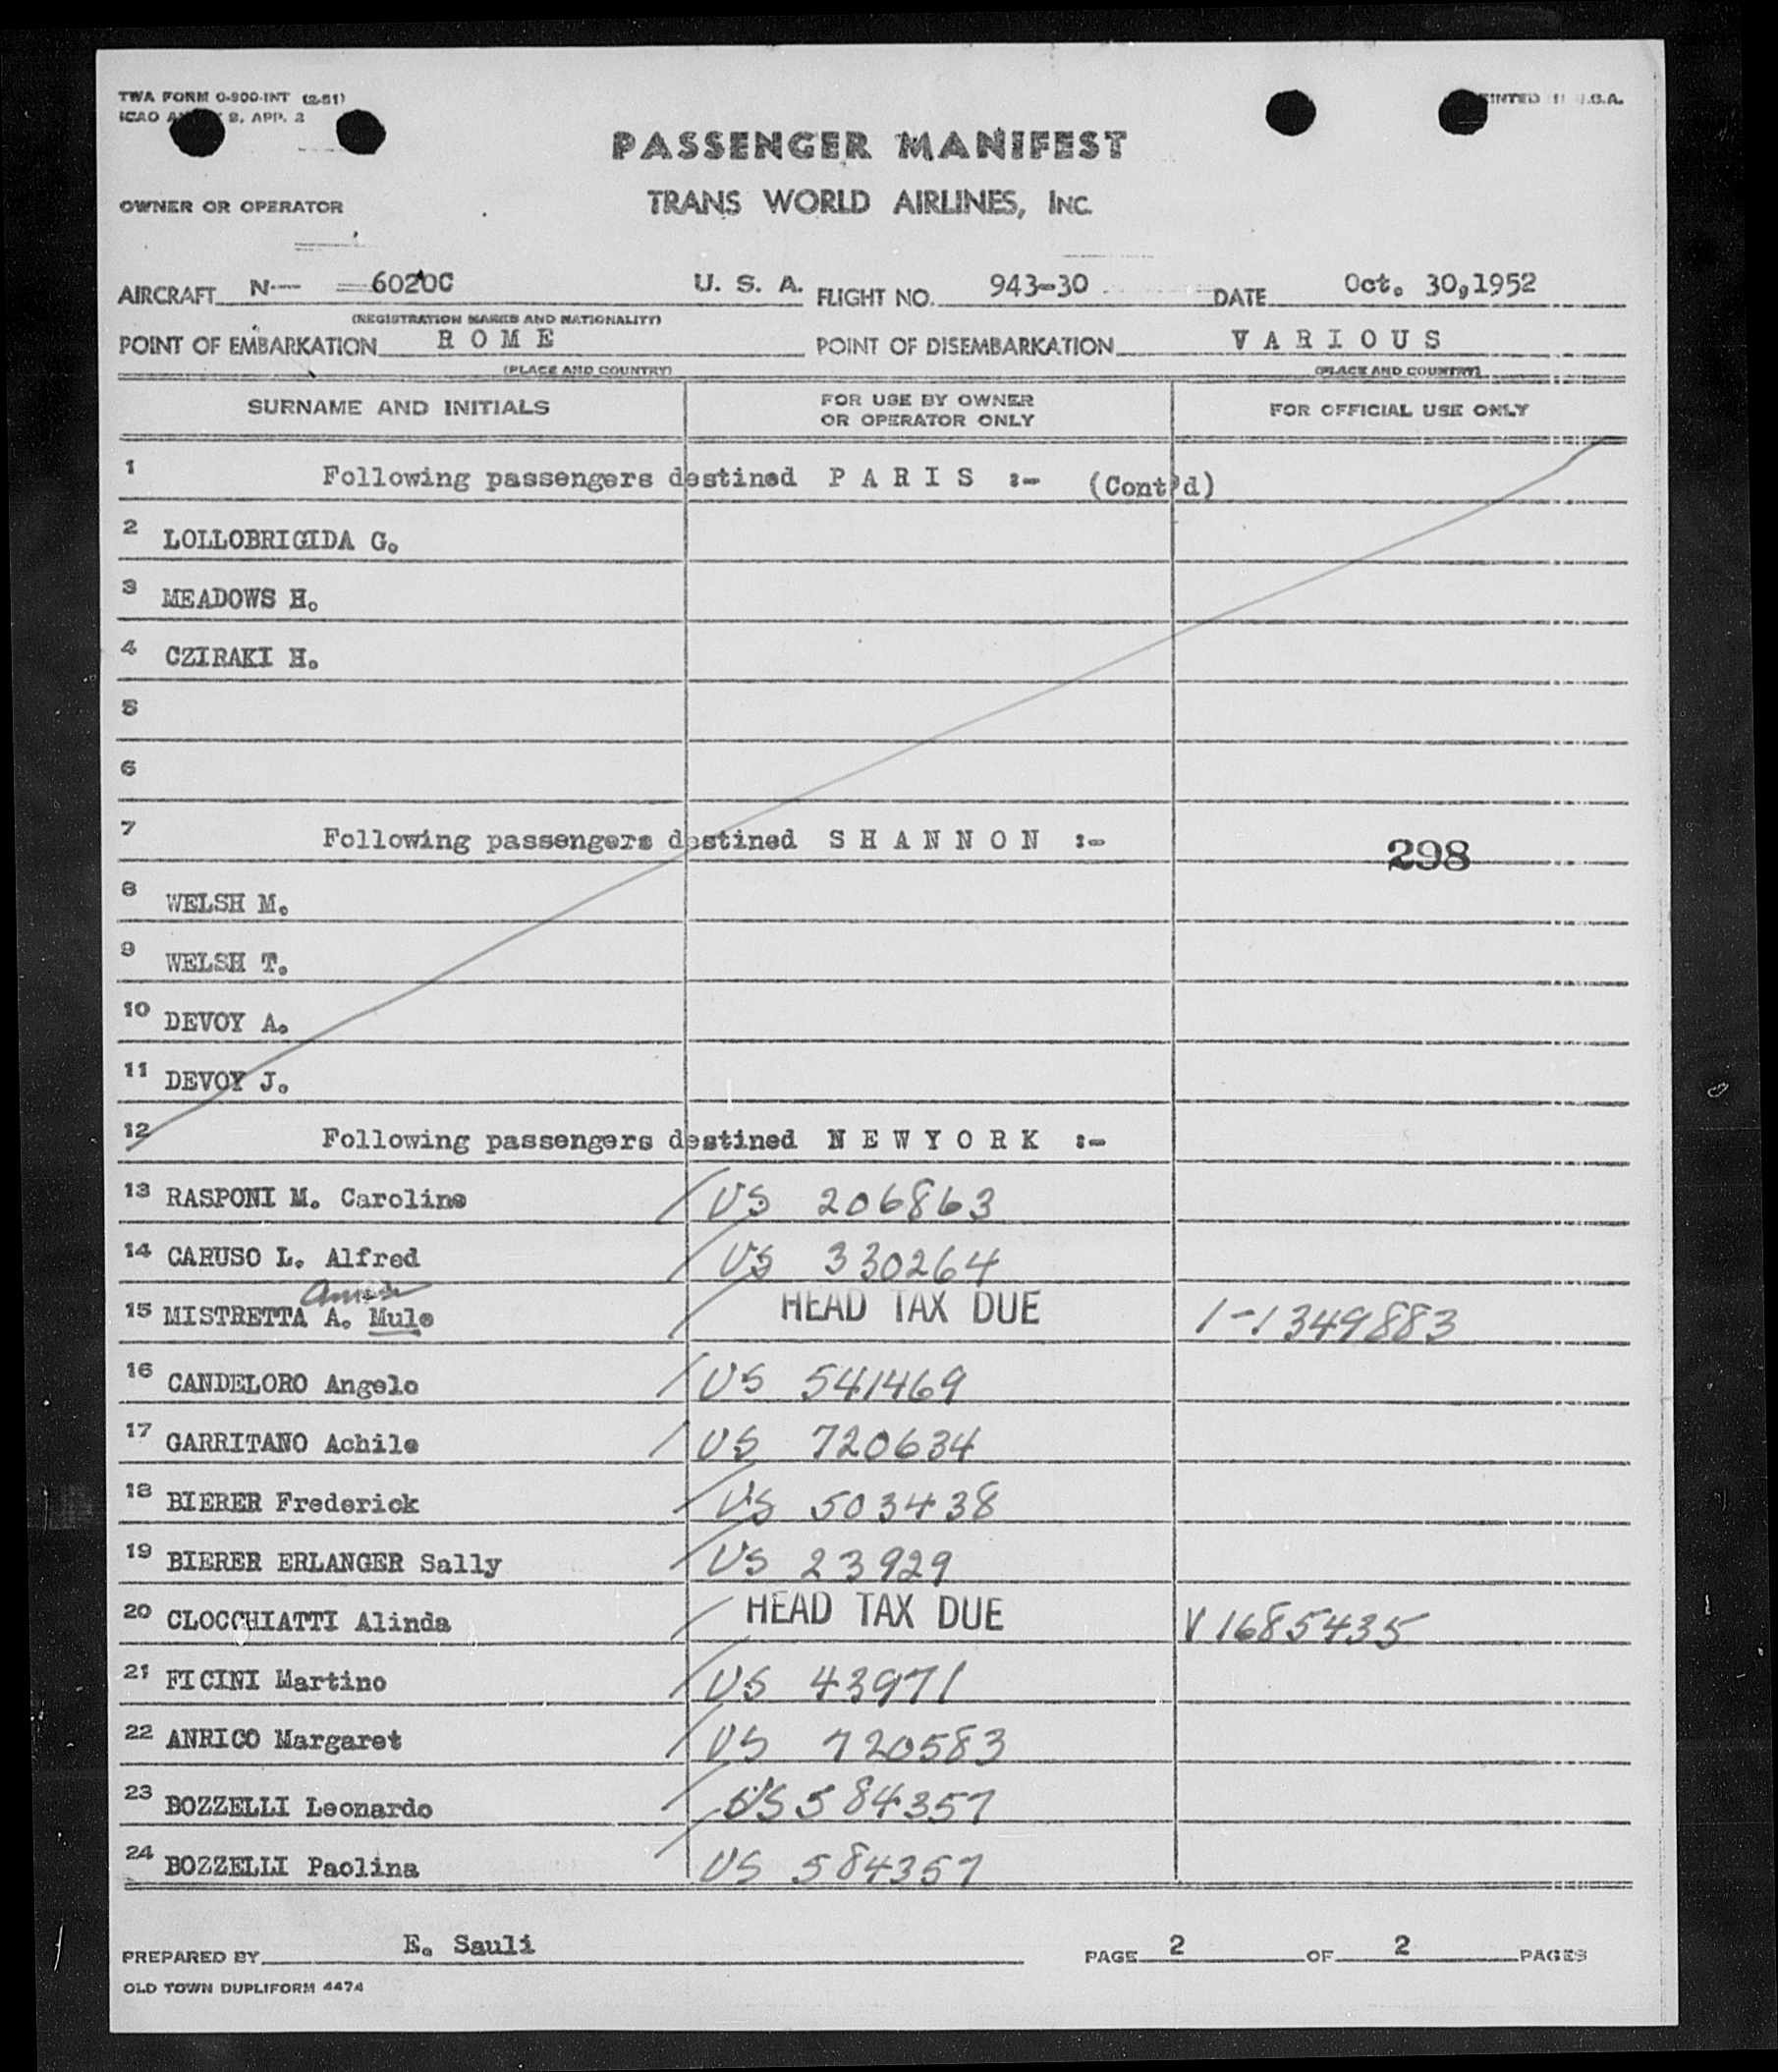 TWA FORM O-900-INT (2-51)
ICAO 9, APP. 2
PRINTED IN U.S.A.
PASSENGER MANIFEST
OWNER OR OPERATOR
TRANS WORLD AIRLINES, INC.
AIRCRAFT N-- 6020C U. S. A. FLIGHT NO. 943-30 DATE Oct. 30,1952
(REGISTRATION MARKS AND NATIONALITY)
POINT OF EMBARKATION R O M E POINT OF DISEMBARKATION V A R I O U S
(PLACE AND COUNTRY) (PLACE AND COUNTRY)
SURNAME AND INITIALS FOR USE BY OWNER OR OPERATOR ONLY FOR OFFICIAL USE ONLY
1 Following passengers destined P A R I S :- (Cont'd)
2 LOLLOBRIGIDA G.
3 MEADOWS H.
4 CZIRAKI H.
5
6
7 Following passengers destined S H A N N O N :- 298
8 WELSH M.
9 WELSH T.
10 DEVOY A.
11 DEVOY J.
12 Following passengers destined N E W Y O R K :-
13 RASPONI M. Caroline US 206863
14 CARUSO L. Alfred US 330264
15 MISTRETTA A. Mule HEAD TAX DUE 1-1349883
16 CANDELORO Angelo US 541469
17 GARRITANO Achile US 720634
18 BIERER Frederick US 503438
19 BIERER ERLANGER Sally US 23929
20 CLOCCHIATTI Alinda HEAD TAX DUE V 1685435
21 FICINI Martino US 43971
22 ANRICO Margaret US 720583
23 BOZZELLI Leonardo US 584357
24 BOZZELLI Paolina US 584357
PREPARED BY E. Sauli PAGE 2 OF 2 PAGES
OLD TOWN DUPLIFORM 4474